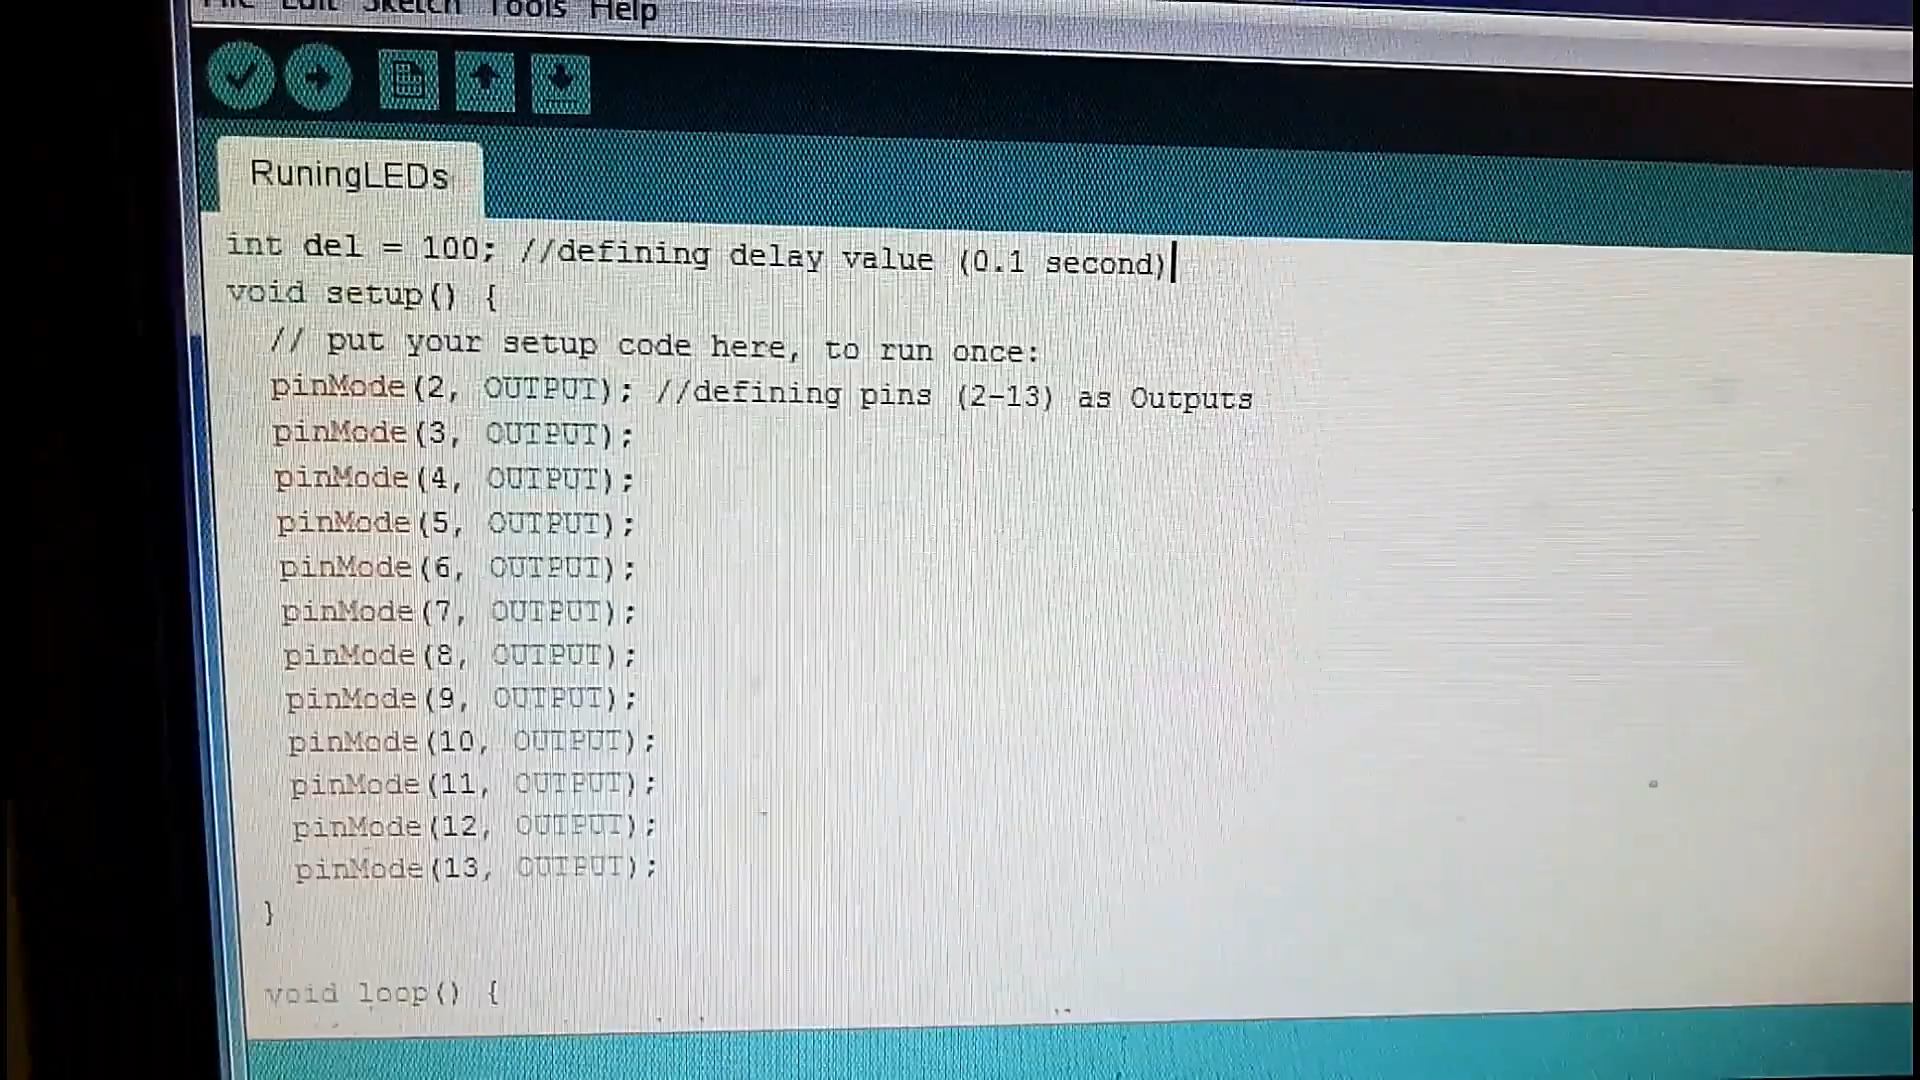 File Edit Sketch Tools Help
RuningLEDs
int del = 100; //defining delay value (0.1 second)
void setup() {
// put your setup code here, to run once:
pinMode(2, OUTPUT); //defining pins (2-13) as Outputs
pinMode(3, OUTPUT);
pinMode(4, OUTPUT);
pinMode(5, OUTPUT);
pinMode(6, OUTPUT);
pinMode(7, OUTPUT);
pinMode(8, OUTPUT);
pinMode(9, OUTPUT);
pinMode(10, OUTPUT);
pinMode(11, OUTPUT);
pinMode(12, OUTPUT);
pinMode(13, OUTPUT);
}
void loop() {